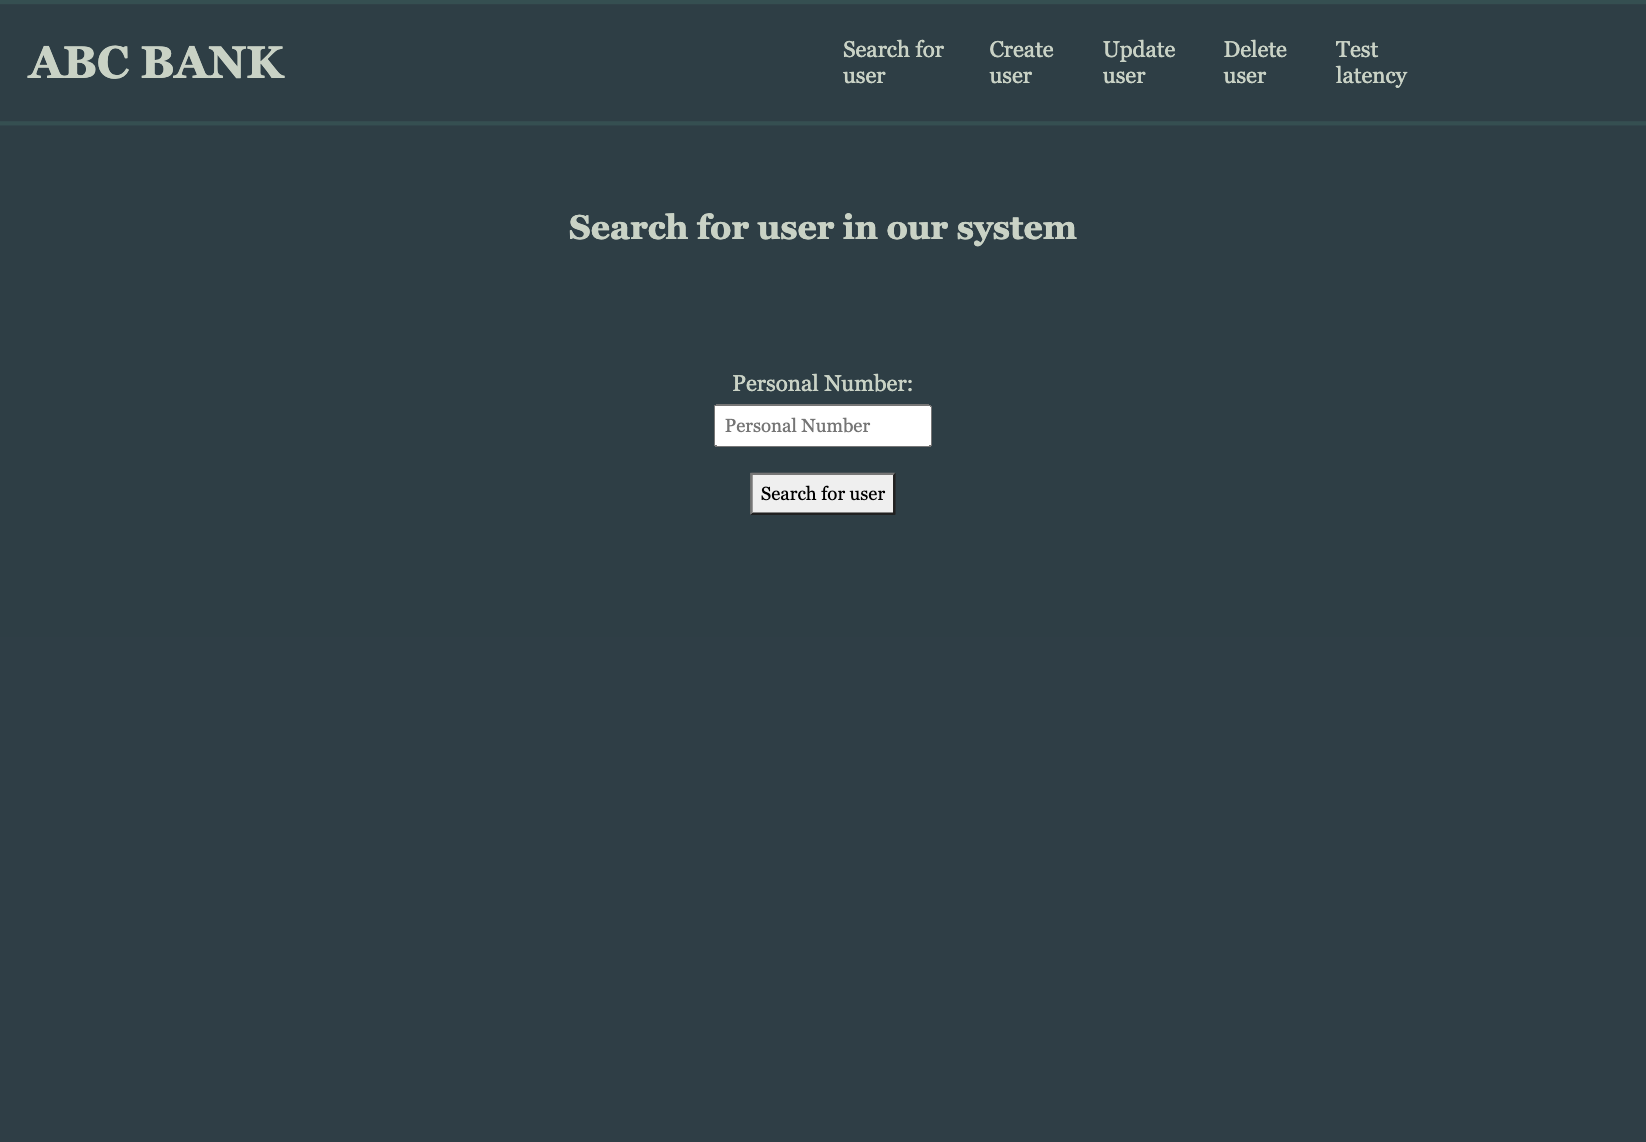 ABC BANK
Search for
user
Create
user
Update
user
Delete
user
Test
latency
Search for user in our system
Personal Number:
Personal Number
Search for user